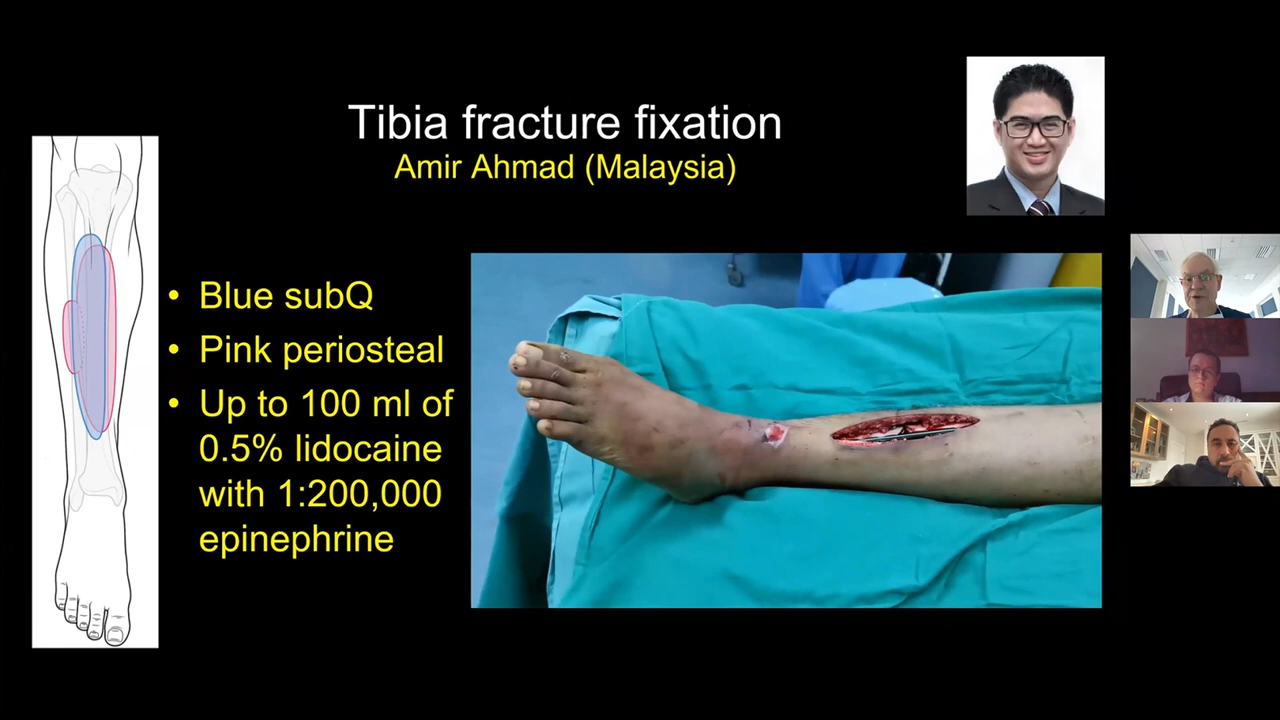 Tibia fracture fixation
Amir Ahmad (Malaysia)
• Blue subQ
• Pink periosteal
• Up to 100 ml of
0.5% lidocaine
with 1:200,000
epinephrine